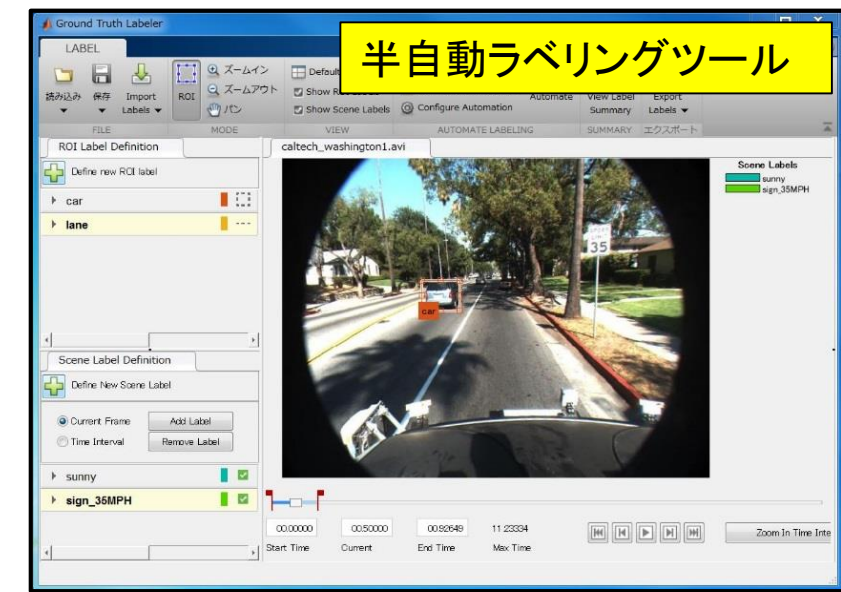 Ground Truth Labeler
半自動ラベリングツール
LABEL
読み込み
保存
Import Labels
ROI
ズームイン
ズームアウト
パン
Show Scene Labels
Configure Automation
Automate
View Label Summary
Export Labels
FILE
MODE
VIEW
AUTOMATE LABELING
SUMMARY
エクスポート
ROI Label Definition
Define new ROI label
car
lane
caltech_washington1.avi
SPEED LIMIT 35
car
Scene Labels
sunny
sign_35MPH
Scene Label Definition
Define New Scene Label
Current Frame
Add Label
Time Interval
Remove Label
sunny
sign_35MPH
00.00000
00.50000
00.92649
11.23334
Start Time
Current
End Time
Max Time
Zoom In Time Inte